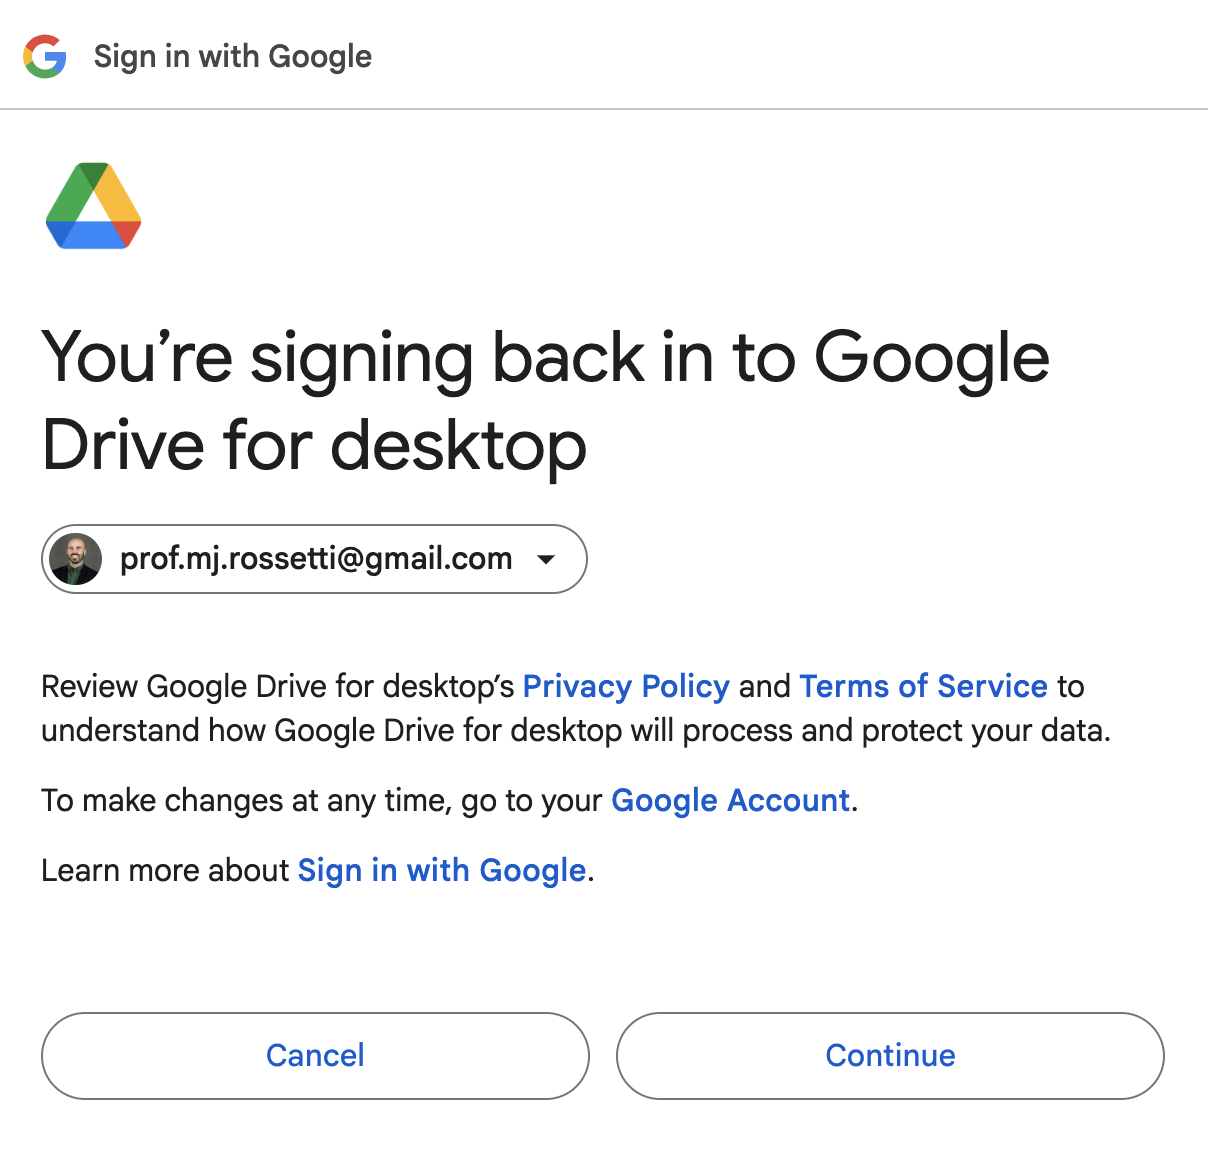 Sign in with Google
You’re signing back in to Google
Drive for desktop
prof.mj.rossetti@gmail.com
Review Google Drive for desktop’s Privacy Policy and Terms of Service to
understand how Google Drive for desktop will process and protect your data.
To make changes at any time, go to your Google Account.
Learn more about Sign in with Google.
Cancel
Continue